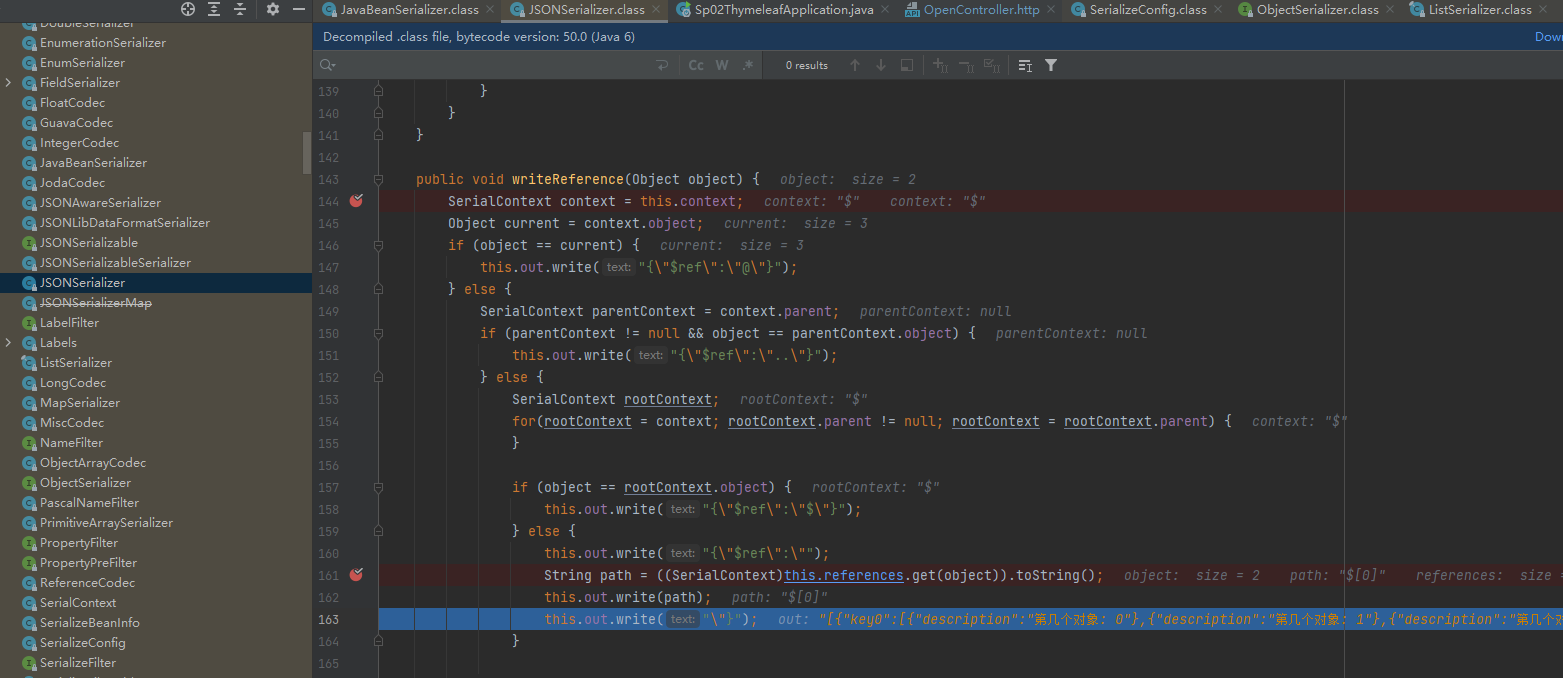 JavaBeanSerializer.class × JSONSerializer.class × Sp02ThymeleafApplication.java × OpenController.http × SerializeConfig.class × ObjectSerializer.class × ListSerializer.class ×
DoubleSerializer
EnumerationSerializer
EnumSerializer
FieldSerializer
FloatCodec
GuavaCodec
IntegerCodec
JavaBeanSerializer
JodaCodec
JSONAwareSerializer
JSONLibDataFormatSerializer
JSONSerializable
JSONSerializableSerializer
JSONSerializer
JSONSerializerMap
LabelFilter
Labels
ListSerializer
LongCodec
MapSerializer
MiscCodec
NameFilter
ObjectArrayCodec
ObjectSerializer
PascalNameFilter
PrimitiveArraySerializer
PropertyFilter
PropertyPreFilter
ReferenceCodec
SerialContext
SerializeBeanInfo
SerializeConfig
SerializeFilter
Decompiled .class file, bytecode version: 50.0 (Java 6) Dow
Cc W .* 0 results
139 }
140 }
141 }
142
143 public void writeReference(Object object) { object: size = 2
144 SerialContext context = this.context; context: "$" context: "$"
145 Object current = context.object; current: size = 3
146 if (object == current) { current: size = 3
147 this.out.write( text: "{\"$ref\":\"@\"}");
148 } else {
149 SerialContext parentContext = context.parent; parentContext: null
150 if (parentContext != null && object == parentContext.object) { parentContext: null
151 this.out.write( text: "{\"$ref\":\"..\"}");
152 } else {
153 SerialContext rootContext; rootContext: "$"
154 for(rootContext = context; rootContext.parent != null; rootContext = rootContext.parent) { context: "$"
155 }
156
157 if (object == rootContext.object) { rootContext: "$"
158 this.out.write( text: "{\"$ref\":\"$\"}");
159 } else {
160 this.out.write( text: "{\"$ref\":\"");
161 String path = ((SerialContext)this.references.get(object)).toString(); object: size = 2 path: "$[0]" references: size =
162 this.out.write(path); path: "$[0]"
163 this.out.write( text: "\"}"); out: "[{"key0":[{"description":"第几个对象: 0"},{"description":"第几个对象: 1"},{"description":"第几个对
164 }
165